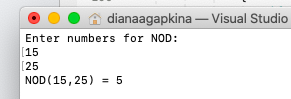 dianaagapkina — Visual Studio
Enter numbers for NOD:
15
25
NOD(15,25) = 5